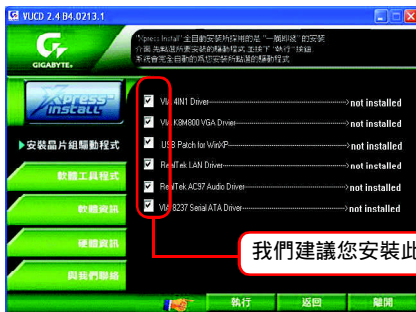 VUCD 2.4 B4.0213.1
GIGABYTE
"Xpress Install"全自動安裝所採用的是"一觸即發"的安裝
介面.先點選所要安裝的驅動程式.並按下"執行"按鈕.
系統會完全自動的為您安裝所點選的驅動程式
Xpress
INSTALL
安裝晶片組驅動程式
軟體工具程式
軟體資訊
硬體資訊
與我們聯絡
VIA 4IN1 Driver not installed
VIA K8M800 VGA Drvier not installed
USB Patch for WinXP not installed
RealTek LAN Driver not installed
RealTek AC97 Audio Driver not installed
VIA 8237 Serial ATA Driver not installed
我們建議您安裝此
執行 返回 離開